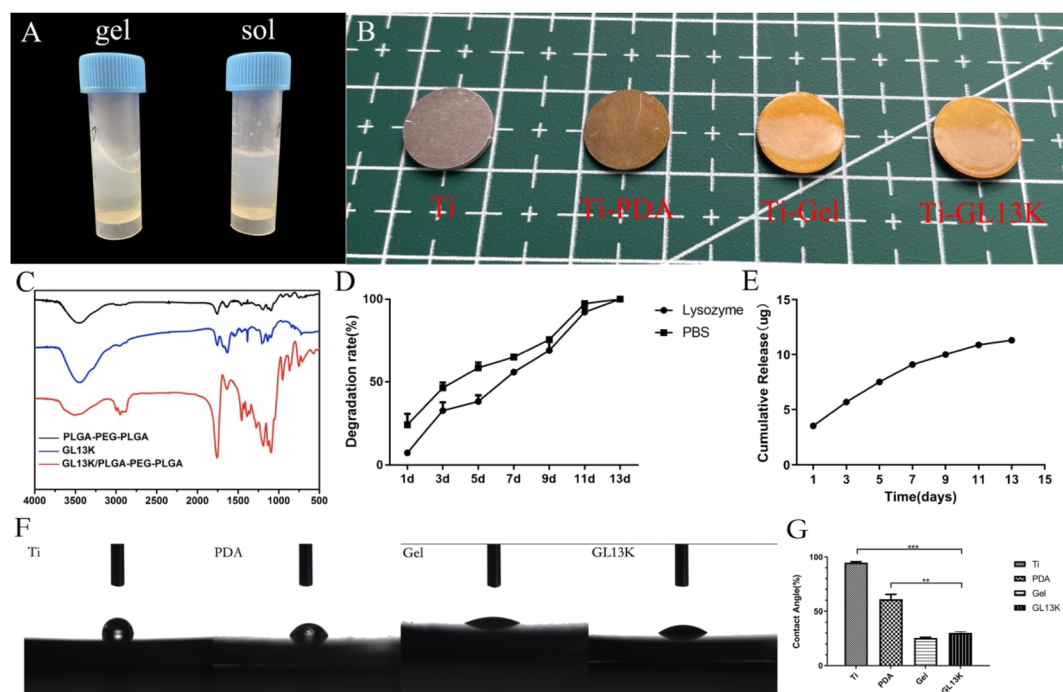 A
gel
sol
B
Ti
Ti-PDA
Ti-Gel
Ti-GL13K
C
PLGA-PEG-PLGA
GL13K
GL13K/PLGA-PEG-PLGA
4000 3500 3000 2500 2000 1500 1000 500
D
Degradation rate(%)
100
50
0
1d 3d 5d 7d 9d 11d 13d
Lysozyme
PBS
E
Cumulative Release(ug)
15
10
5
0
1 3 5 7 9 11 13 15
Time(days)
F
Ti
PDA
Gel
GL13K
G
Contact Angle(%)
100
50
0
***
**
Ti
PDA
Gel
GL13K
Ti
PDA
Gel
GL13K